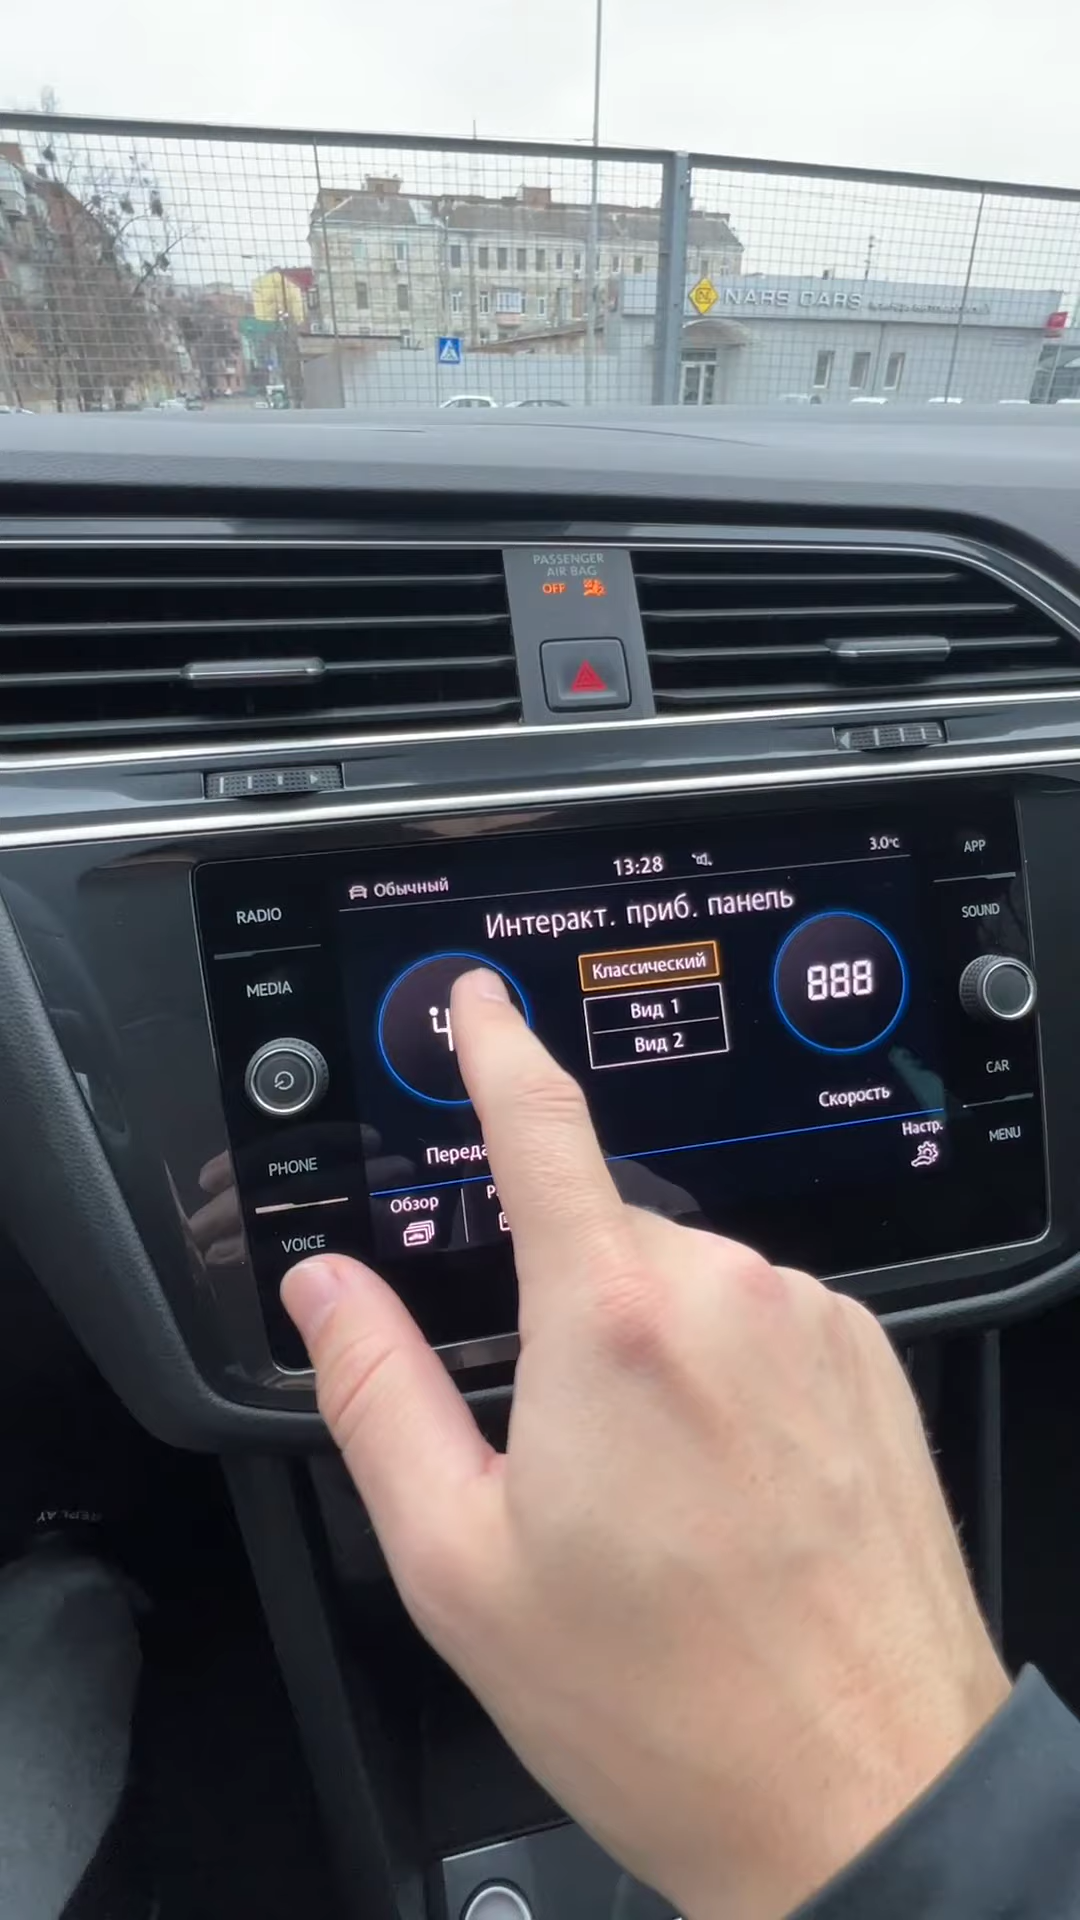 NARS CARS
PASSENGER
AIR BAG
OFF
RADIO
MEDIA
PHONE
VOICE
Обычный
13:28
3.0°c
Интеракт. приб. панель
Классический
Вид 1
Вид 2
888
Скорость
Обзор
Настр.
APP
SOUND
CAR
MENU